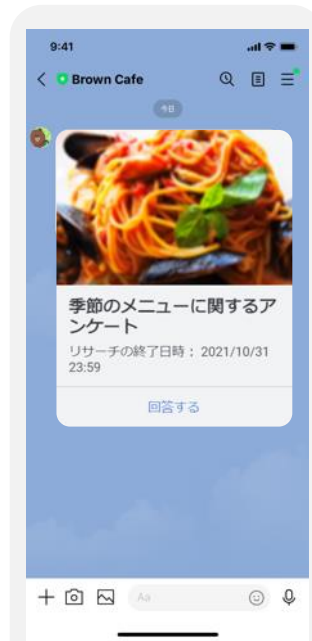 9:41
Brown Cafe
今日
季節のメニューに関するア
ンケート
リサーチの終了日時： 2021/10/31
23:59
回答する
Aa